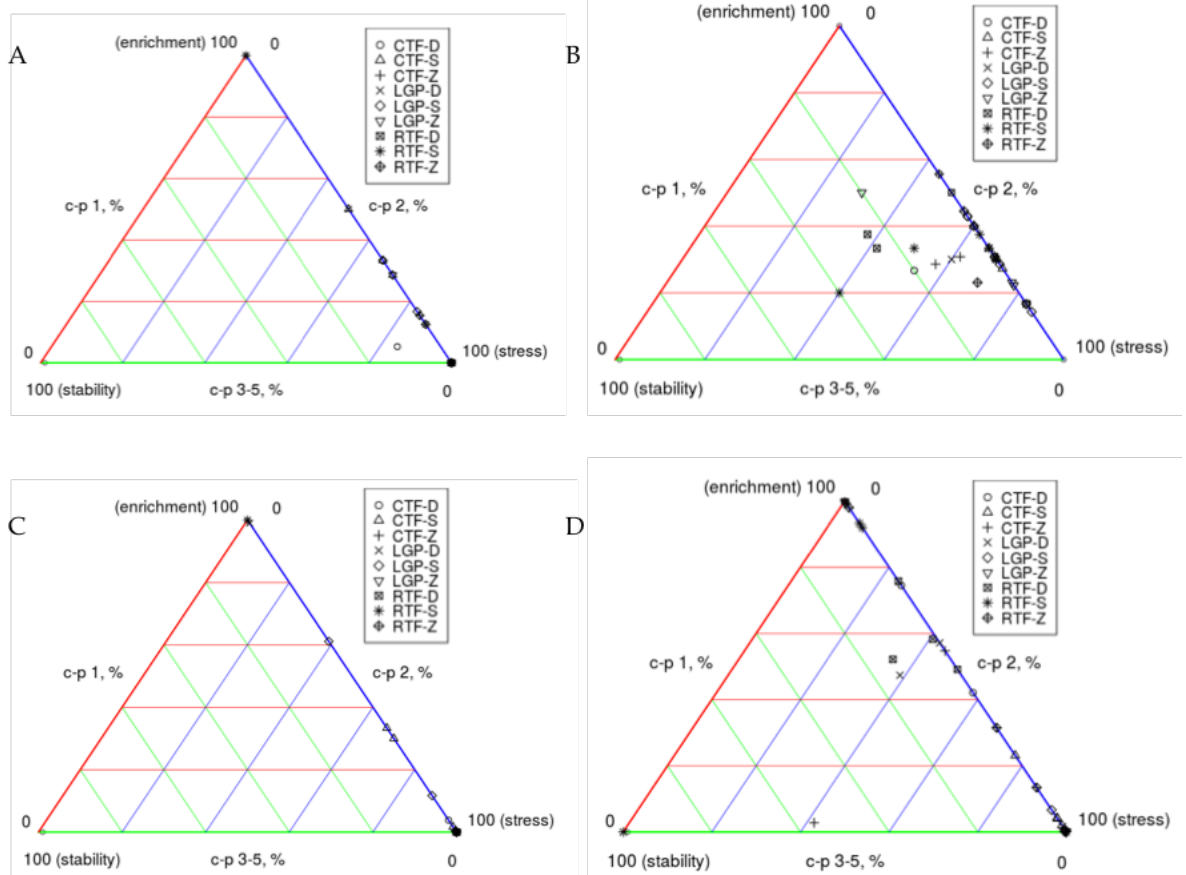 A
(enrichment) 100 0
CTF-D
CTF-S
CTF-Z
LGP-D
LGP-S
LGP-Z
RTF-D
RTF-S
RTF-Z
c-p 1, %
c-p 2, %
0
100 (stress)
100 (stability)
c-p 3-5, %
0
B
(enrichment) 100 0
CTF-D
CTF-S
CTF-Z
LGP-D
LGP-S
LGP-Z
RTF-D
RTF-S
RTF-Z
c-p 1, %
c-p 2, %
0
100 (stress)
100 (stability)
c-p 3-5, %
0
C
(enrichment) 100 0
CTF-D
CTF-S
CTF-Z
LGP-D
LGP-S
LGP-Z
RTF-D
RTF-S
RTF-Z
c-p 1, %
c-p 2, %
0
100 (stress)
100 (stability)
c-p 3-5, %
0
D
(enrichment) 100 0
CTF-D
CTF-S
CTF-Z
LGP-D
LGP-S
LGP-Z
RTF-D
RTF-S
RTF-Z
c-p 1, %
c-p 2, %
0
100 (stress)
100 (stability)
c-p 3-5, %
0